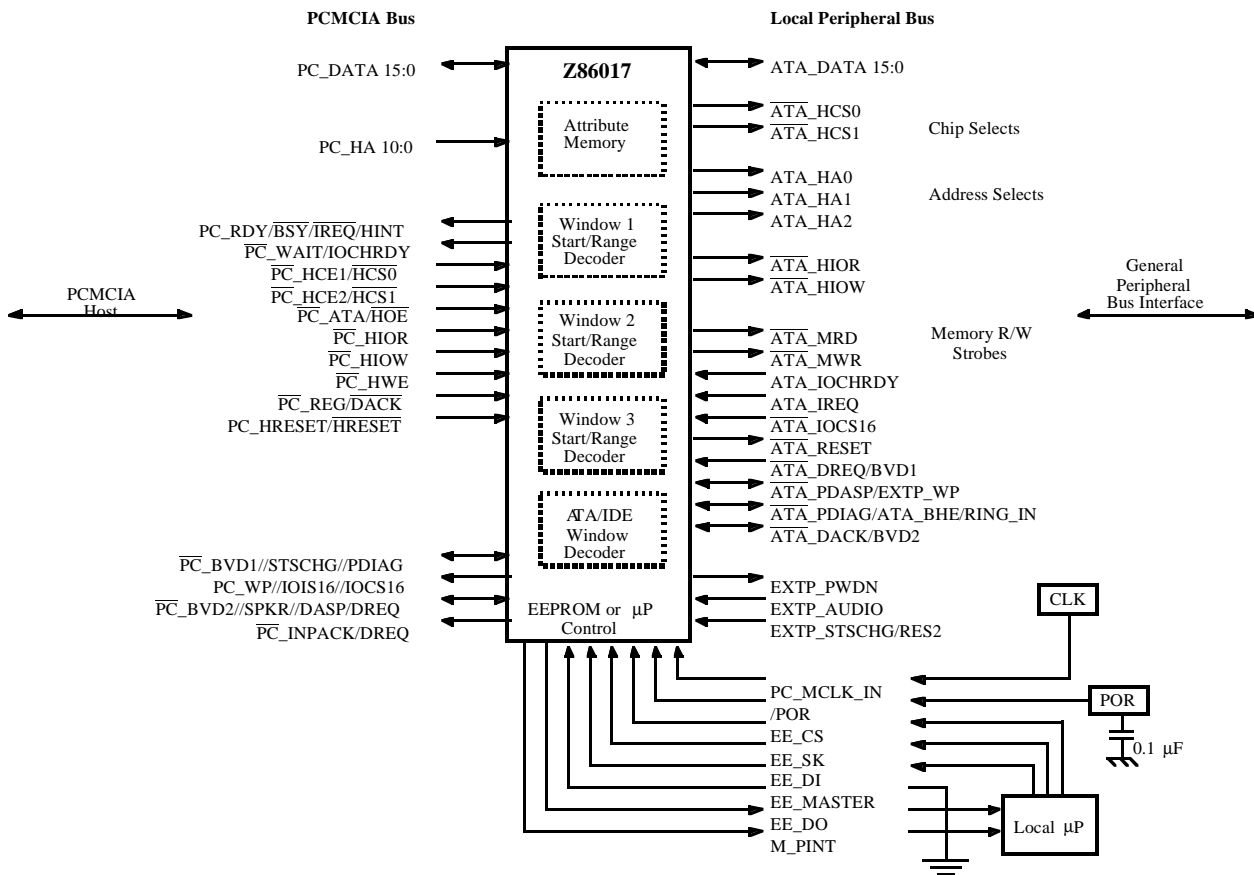 PCMCIA Bus
Local Peripheral Bus
PC_DATA 15:0
PC_HA 10:0
PC_RDY/BSY/IREQ/HINT
PC_WAIT/IOCHRDY
PC_HCE1/HCS0
PC_HCE2/HCS1
PC_ATA/HOE
PC_HIOR
PC_HIOW
PC_HWE
PC_REG/DACK
PC_HRESET/HRESET
PCMCIA
Host
PC_BVD1//STSCHG//PDIAG
PC_WP//IOIS16//IOCS16
PC_BVD2//SPKR//DASP/DREQ
PC_INPACK/DREQ
Z86017
Attribute
Memory
Window 1
Start/Range
Decoder
Window 2
Start/Range
Decoder
Window 3
Start/Range
Decoder
ATA/IDE
Window
Decoder
EEPROM or µP
Control
ATA_DATA 15:0
ATA_HCS0
ATA_HCS1
Chip Selects
ATA_HA0
ATA_HA1
ATA_HA2
Address Selects
ATA_HIOR
ATA_HIOW
ATA_MRD
ATA_MWR
Memory R/W
Strobes
ATA_IOCHRDY
ATA_IREQ
ATA_IOCS16
ATA_RESET
ATA_DREQ/BVD1
ATA_PDASP/EXTP_WP
ATA_PDIAG/ATA_BHE/RING_IN
ATA_DACK/BVD2
General
Peripheral
Bus Interface
EXTP_PWDN
EXTP_AUDIO
EXTP_STSCHG/RES2
CLK
PC_MCLK_IN
/POR
EE_CS
EE_SK
EE_DI
EE_MASTER
EE_DO
M_PINT
POR
0.1 µF
Local µP